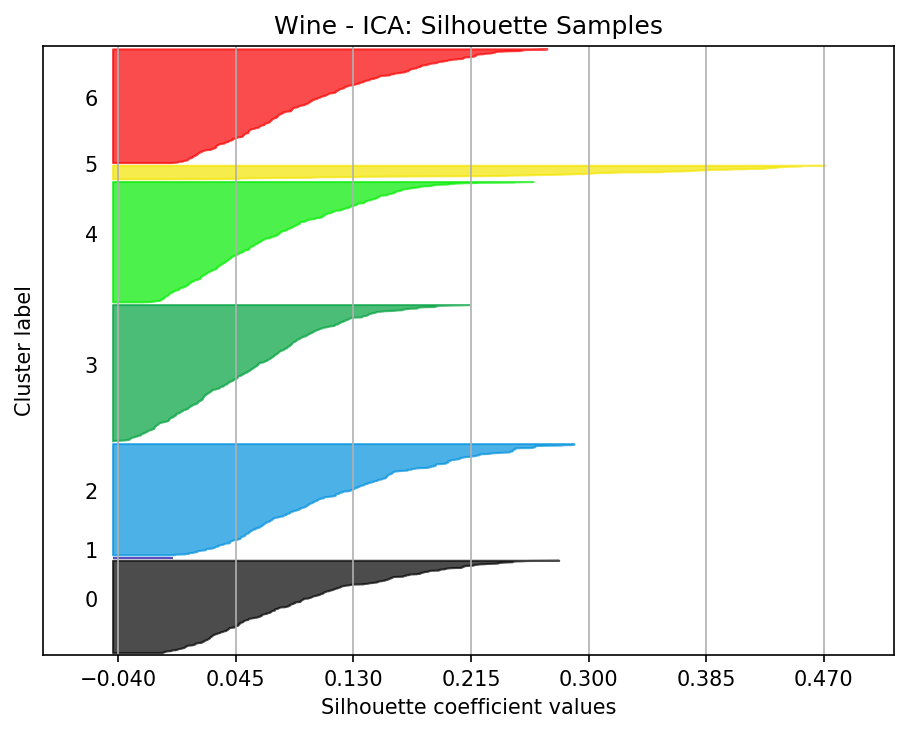 Wine - ICA: Silhouette Samples
6
5
4
3
2
1
0
Cluster label
−0.040 0.045 0.130 0.215 0.300 0.385 0.470
Silhouette coefficient values